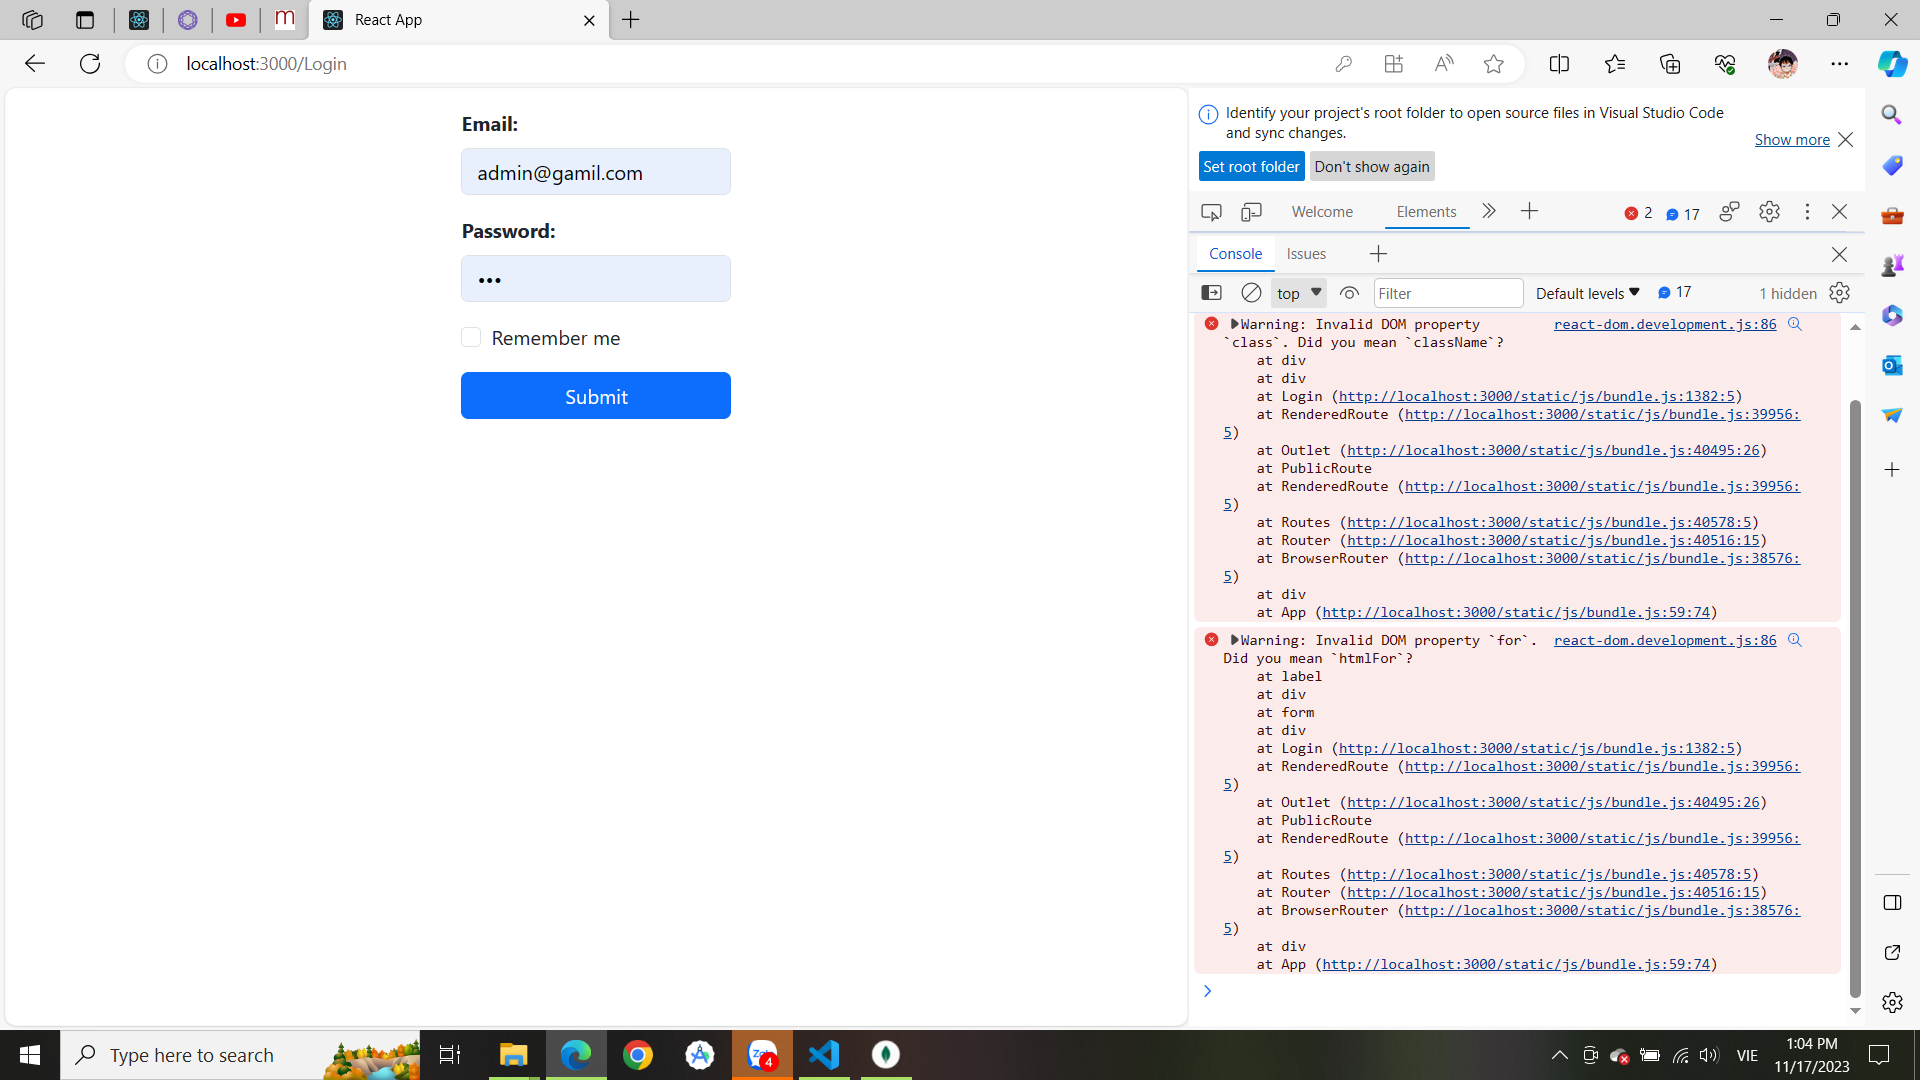 React App
localhost:3000/Login
Email:
admin@gamil.com
Password:
•••
Remember me
Submit
Identify your project's root folder to open source files in Visual Studio Code
and sync changes.
Show more
Set root folder
Don't show again
Welcome
Elements
2
17
Console
Issues
top
Filter
Default levels
17
1 hidden
Warning: Invalid DOM property react-dom.development.js:86
`class`. Did you mean `className`?
at div
at div
at Login (http://localhost:3000/static/js/bundle.js:1382:5)
at RenderedRoute (http://localhost:3000/static/js/bundle.js:39956:
5)
at Outlet (http://localhost:3000/static/js/bundle.js:40495:26)
at PublicRoute
at RenderedRoute (http://localhost:3000/static/js/bundle.js:39956:
5)
at Routes (http://localhost:3000/static/js/bundle.js:40578:5)
at Router (http://localhost:3000/static/js/bundle.js:40516:15)
at BrowserRouter (http://localhost:3000/static/js/bundle.js:38576:
5)
at div
at App (http://localhost:3000/static/js/bundle.js:59:74)
Warning: Invalid DOM property `for`. react-dom.development.js:86
Did you mean `htmlFor`?
at label
at div
at form
at div
at Login (http://localhost:3000/static/js/bundle.js:1382:5)
at RenderedRoute (http://localhost:3000/static/js/bundle.js:39956:
5)
at Outlet (http://localhost:3000/static/js/bundle.js:40495:26)
at PublicRoute
at RenderedRoute (http://localhost:3000/static/js/bundle.js:39956:
5)
at Routes (http://localhost:3000/static/js/bundle.js:40578:5)
at Router (http://localhost:3000/static/js/bundle.js:40516:15)
at BrowserRouter (http://localhost:3000/static/js/bundle.js:38576:
5)
at div
at App (http://localhost:3000/static/js/bundle.js:59:74)
Type here to search
4
VIE
1:04 PM
11/17/2023